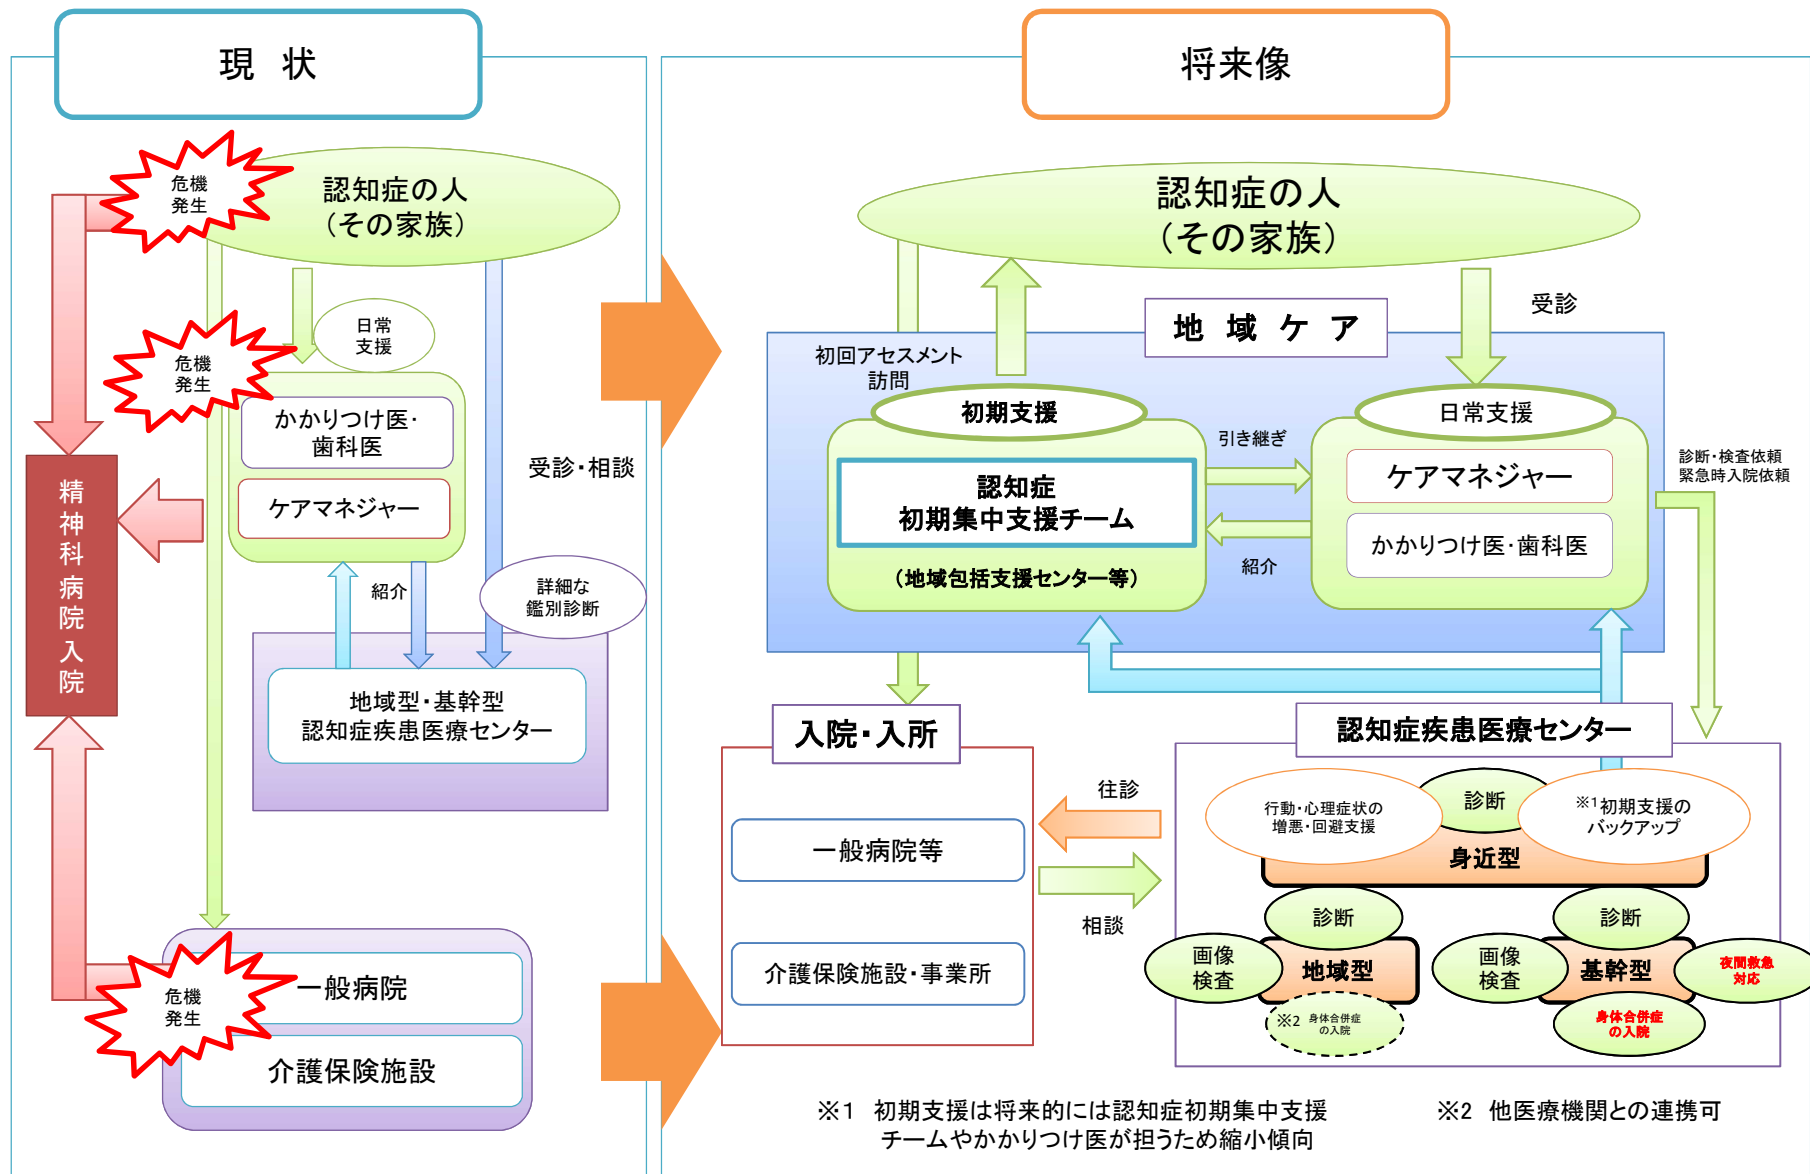 現 状
危機
発生
認知症の人
(その家族)
日常
支援
危機
発生
かかりつけ医・
歯科医
ケアマネジャー
受診・相談
精神科病院入院
紹介
詳細な
鑑別診断
地域型・基幹型
認知症疾患医療センター
危機
発生
一般病院
介護保険施設
将来像
認知症の人
(その家族)
受診
地 域 ケ ア
初回アセスメント
訪問
初期支援
認知症
初期集中支援チーム
(地域包括支援センター等)
引き継ぎ
紹介
日常支援
ケアマネジャー
かかりつけ医・歯科医
診断・検査依頼
緊急時入院依頼
入院・入所
一般病院等
介護保険施設・事業所
往診
相談
認知症疾患医療センター
行動・心理症状の
増悪・回避支援
診断
※1初期支援の
バックアップ
身近型
診断
画像
検査
地域型
※2 身体合併症
の入院
診断
画像
検査
基幹型
夜間救急
対応
身体合併症
の入院
※1 初期支援は将来的には認知症初期集中支援
チームやかかりつけ医が担うため縮小傾向
※2 他医療機関との連携可